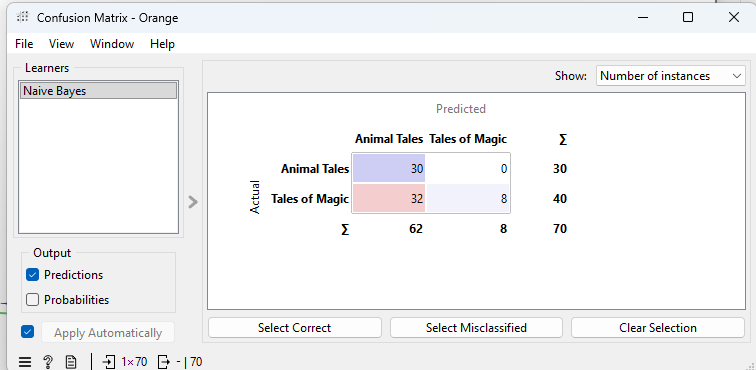 Confusion Matrix - Orange
File View Window Help
Learners
Naive Bayes
Show: Number of instances
Predicted
Animal Tales Tales of Magic Σ
Actual
Animal Tales 30 0 30
Tales of Magic 32 8 40
Σ 62 8 70
Output
Predictions
Probabilities
Apply Automatically
Select Correct Select Misclassified Clear Selection
1×70 - | 70